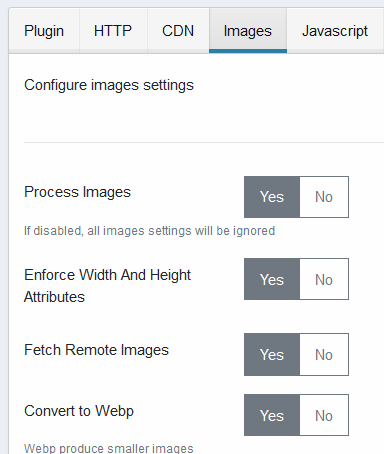 Plugin HTTP CDN Images Javascript
Configure images settings
Process Images Yes No
If disabled, all images settings will be ignored
Enforce Width And Height
Attributes Yes No
Fetch Remote Images Yes No
Convert to Webp Yes No
Webp produce smaller images